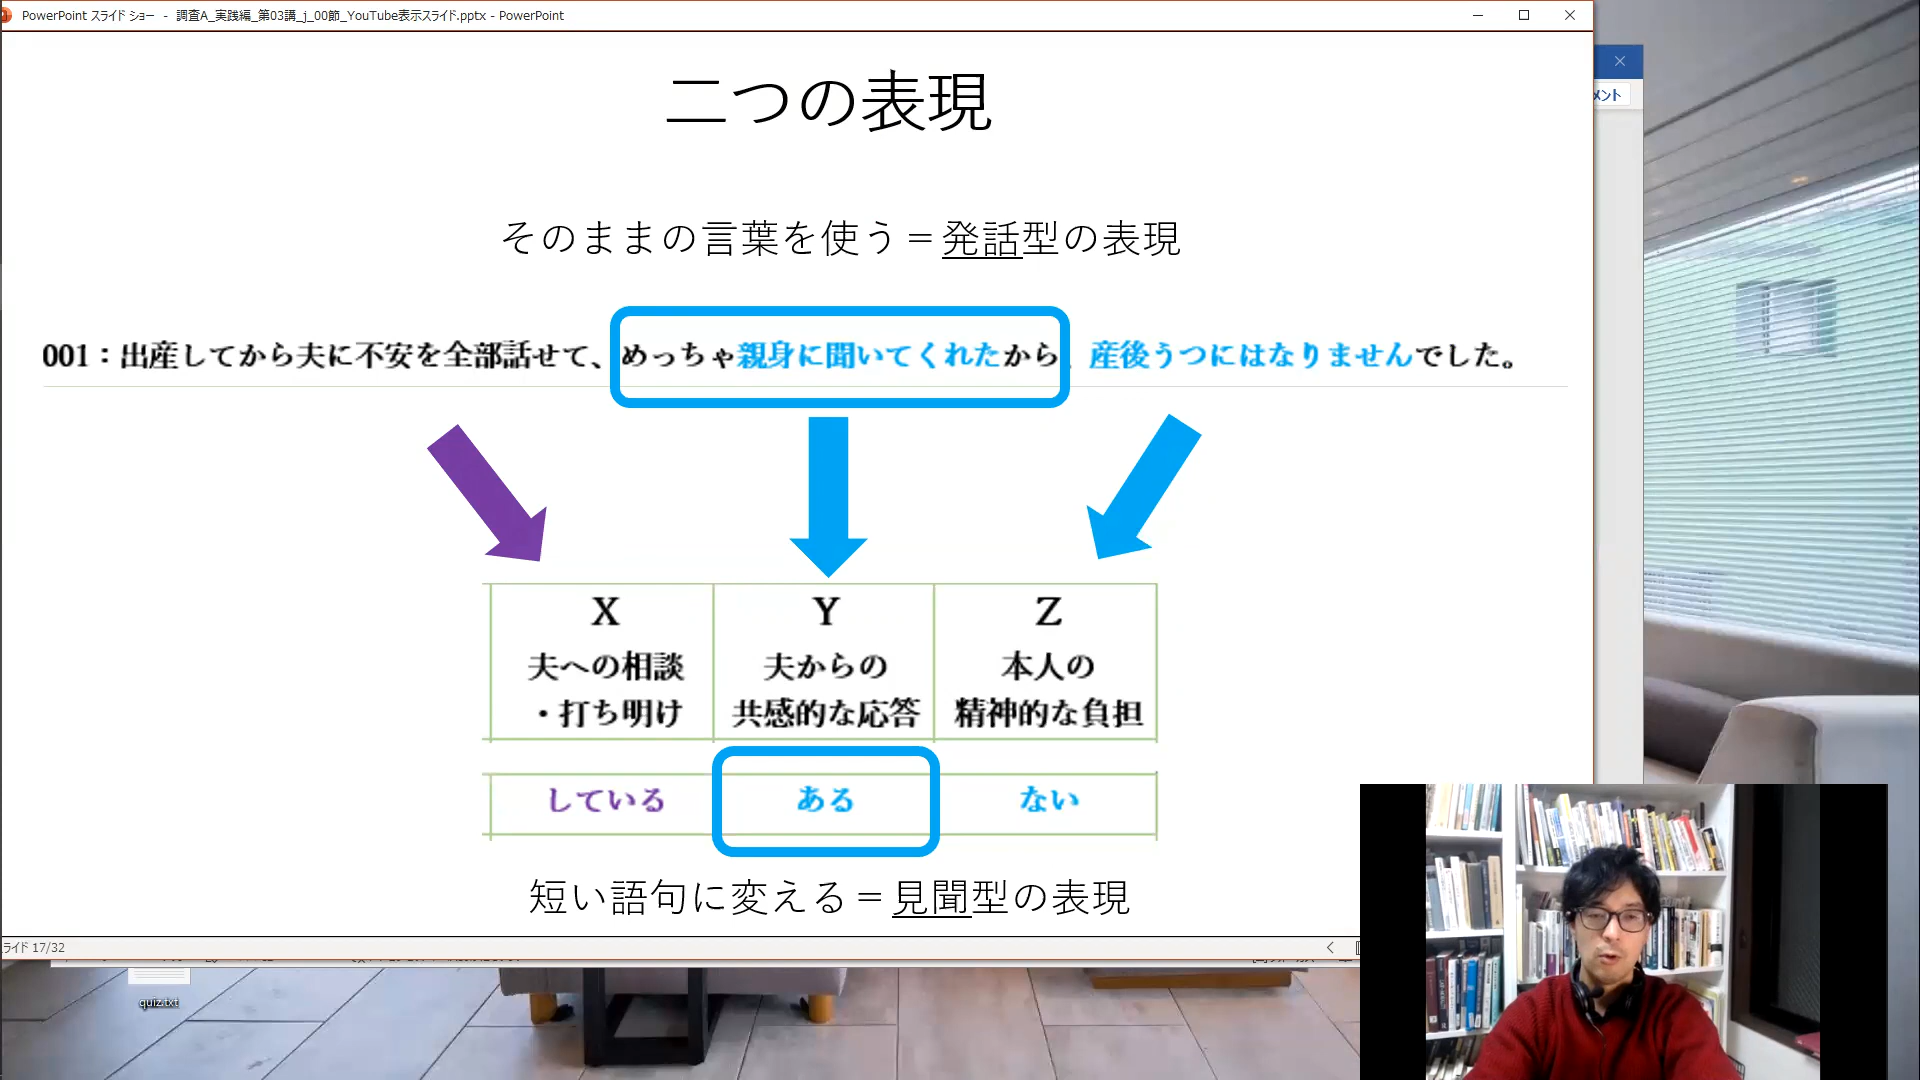 PowerPoint スライド ショー - 調査A_実践編_第03講_j_00節_YouTube表示スライド.pptx - PowerPoint
メント
二つの表現
そのままの言葉を使う＝発話型の表現
001：出産してから夫に不安を全部話せて、めっちゃ親身に聞いてくれたから、産後うつにはなりませんでした。
X Y Z
夫への相談 夫からの 本人の
・打ち明け 共感的な応答 精神的な負担
している ある ない
短い語句に変える＝見聞型の表現
ライド 17/32
quiz.txt